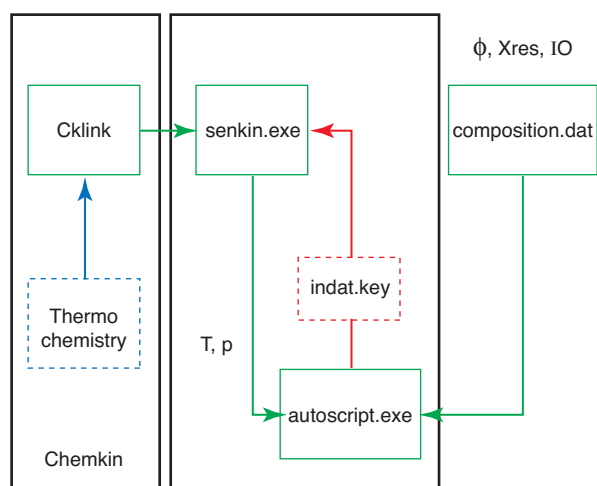 ϕ, Xres, IO
Cklink
senkin.exe
composition.dat
indat.key
Thermo
chemistry
T, p
autoscript.exe
Chemkin